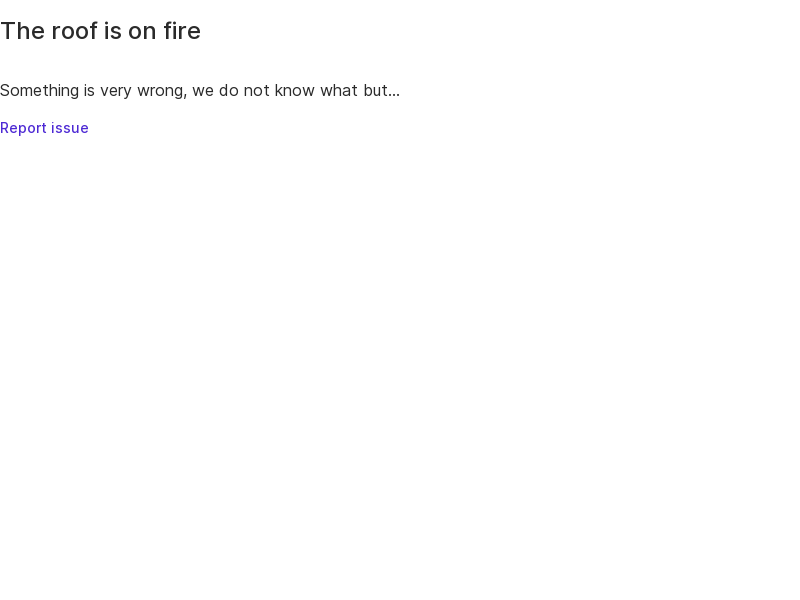 The roof is on fire
Something is very wrong, we do not know what but...
Report issue